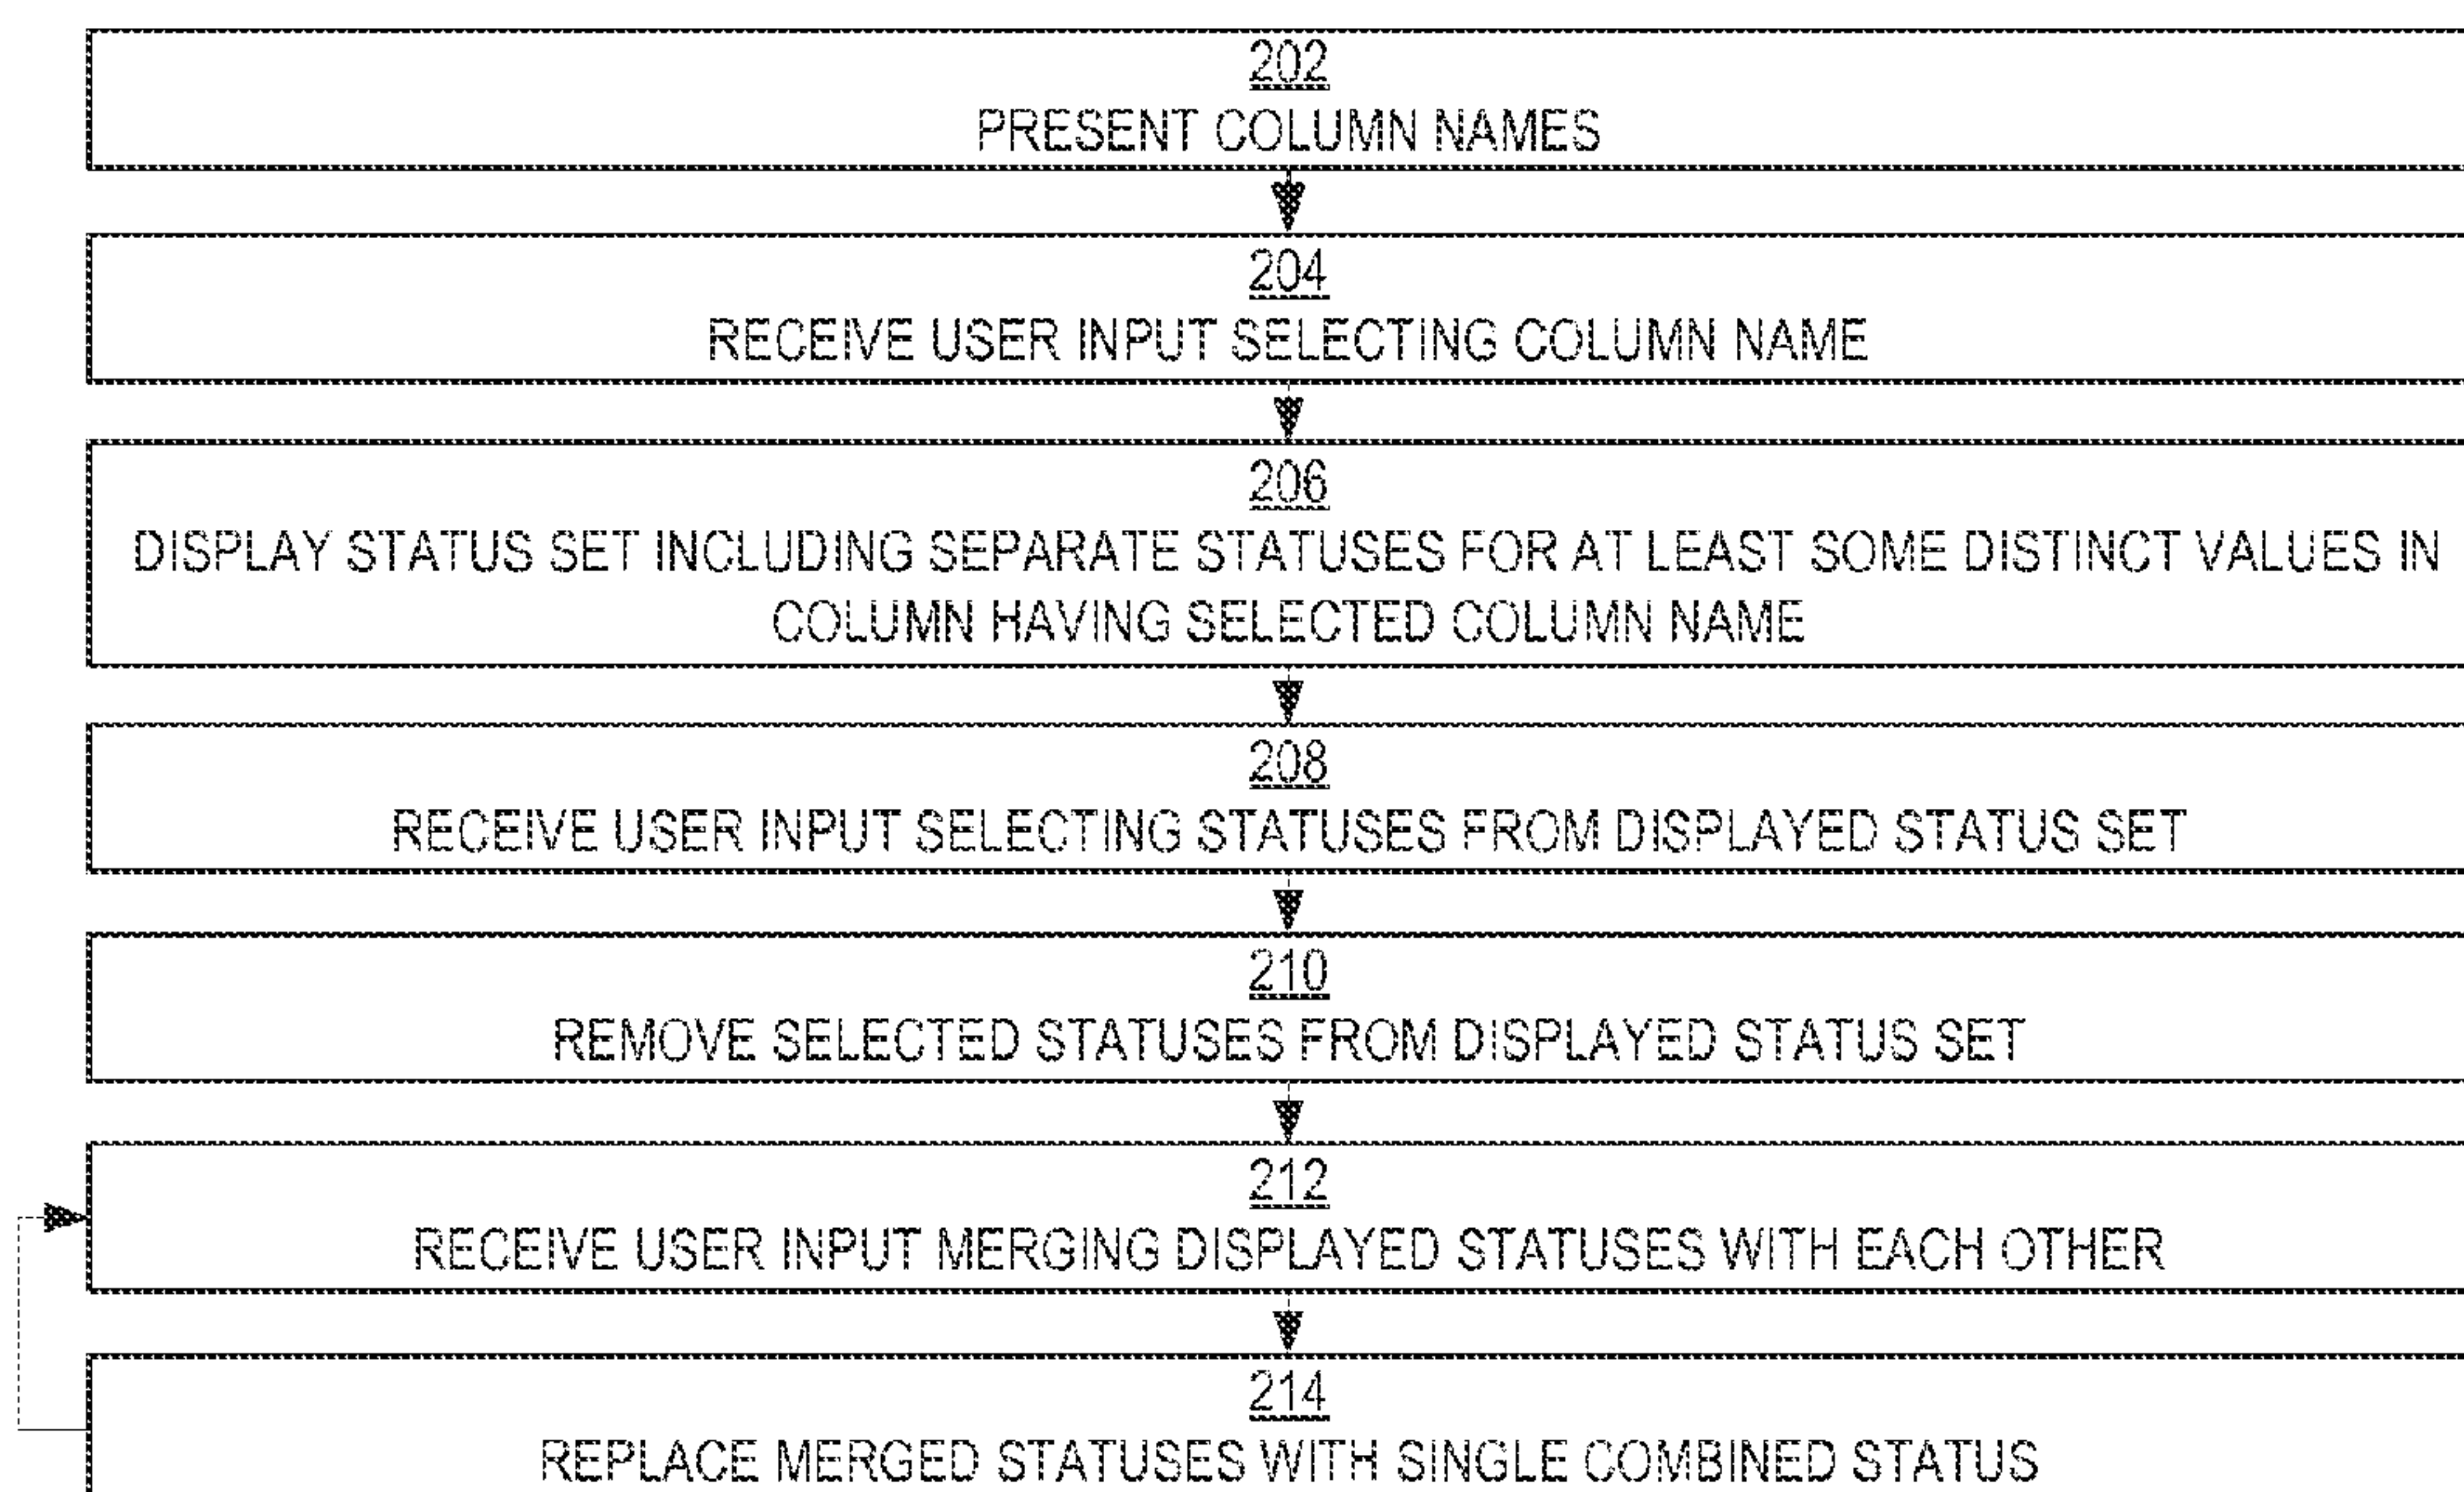 202
PRESENT COLUMN NAMES
204
RECEIVE USER INPUT SELECTING COLUMN NAME
206
DISPLAY STATUS SET INCLUDING SEPARATE STATUSES FOR AT LEAST SOME DISTINCT VALUES IN
COLUMN HAVING SELECTED COLUMN NAME
208
RECEIVE USER INPUT SELECTING STATUSES FROM DISPLAYED STATUS SET
210
REMOVE SELECTED STATUSES FROM DISPLAYED STATUS SET
212
RECEIVE USER INPUT MERGING DISPLAYED STATUSES WITH EACH OTHER
214
REPLACE MERGED STATUSES WITH SINGLE COMBINED STATUS